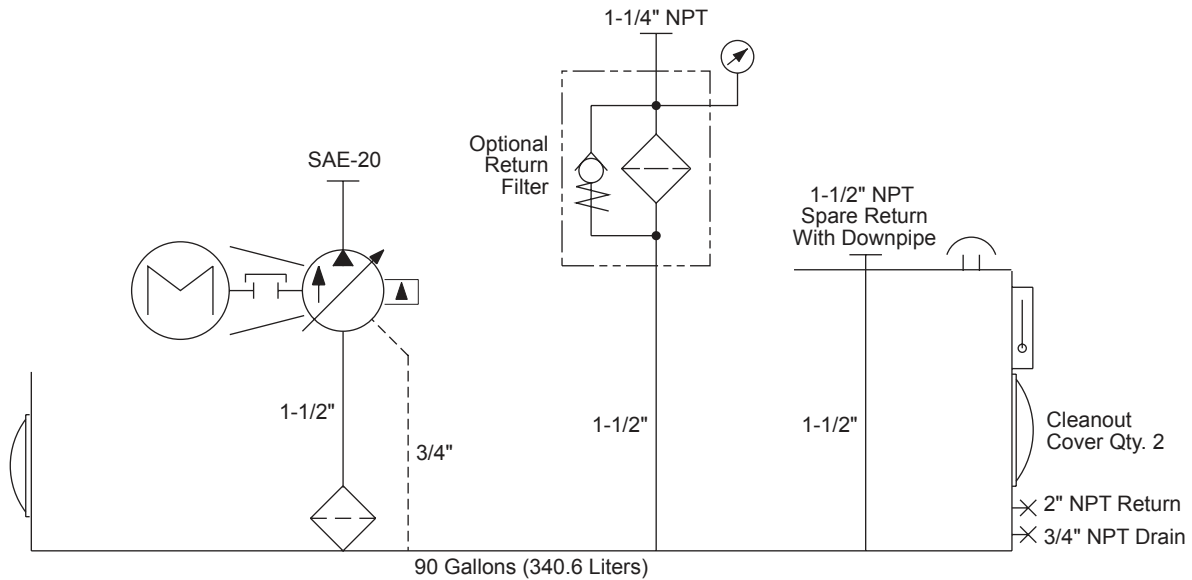 1-1/4" NPT
Optional
Return
Filter
SAE-20
1-1/2" NPT
Spare Return
With Downpipe
M
1-1/2"
3/4"
1-1/2"
1-1/2"
Cleanout
Cover Qty. 2
2" NPT Return
3/4" NPT Drain
90 Gallons (340.6 Liters)